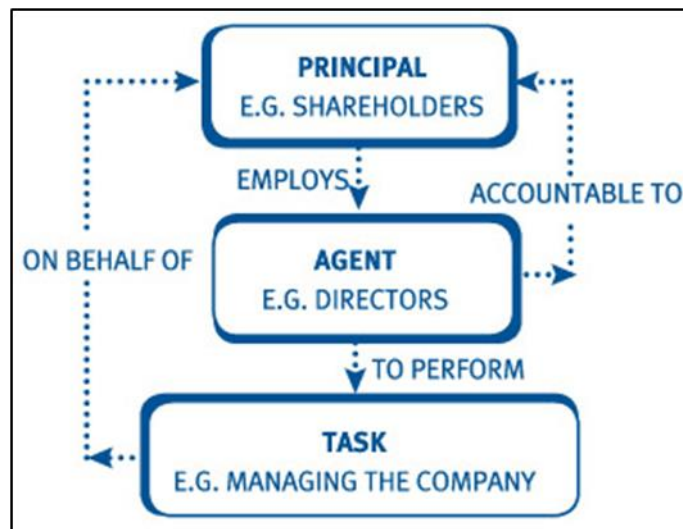 PRINCIPAL
E.G. SHAREHOLDERS
EMPLOYS
ACCOUNTABLE TO
ON BEHALF OF
AGENT
E.G. DIRECTORS
TO PERFORM
TASK
E.G. MANAGING THE COMPANY